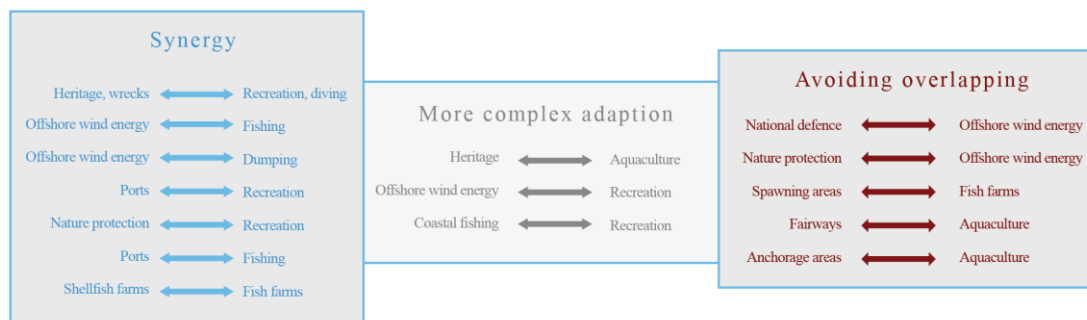 Synergy
Heritage, wrecks Recreation, diving
Offshore wind energy Fishing
Offshore wind energy Dumping
Ports Recreation
Nature protection Recreation
Ports Fishing
Shellfish farms Fish farms
More complex adaption
Heritage Aquaculture
Offshore wind energy Recreation
Coastal fishing Recreation
Avoiding overlapping
National defence Offshore wind energy
Nature protection Offshore wind energy
Spawning areas Fish farms
Fairways Aquaculture
Anchorage areas Aquaculture